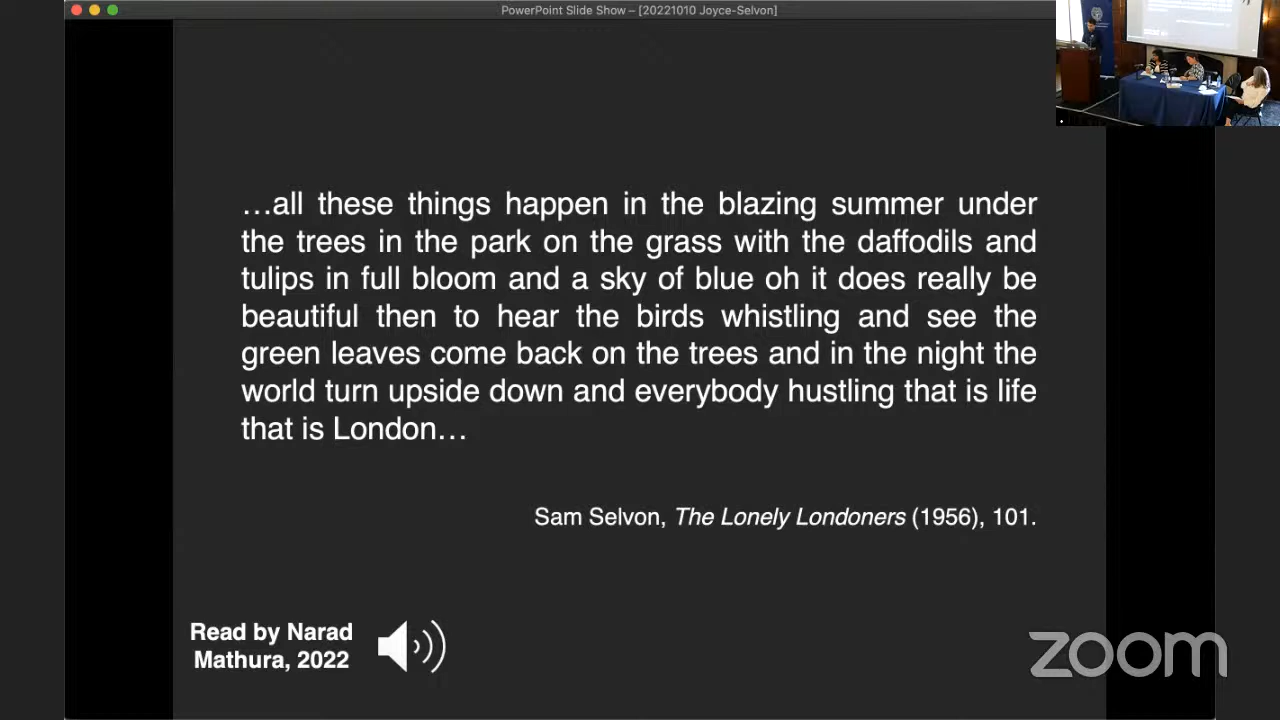 PowerPoint Slide Show – [20221010 Joyce-Selvon]
…all these things happen in the blazing summer under
the trees in the park on the grass with the daffodils and
tulips in full bloom and a sky of blue oh it does really be
beautiful then to hear the birds whistling and see the
green leaves come back on the trees and in the night the
world turn upside down and everybody hustling that is life
that is London…
Sam Selvon, The Lonely Londoners (1956), 101.
Read by Narad
Mathura, 2022
zoom